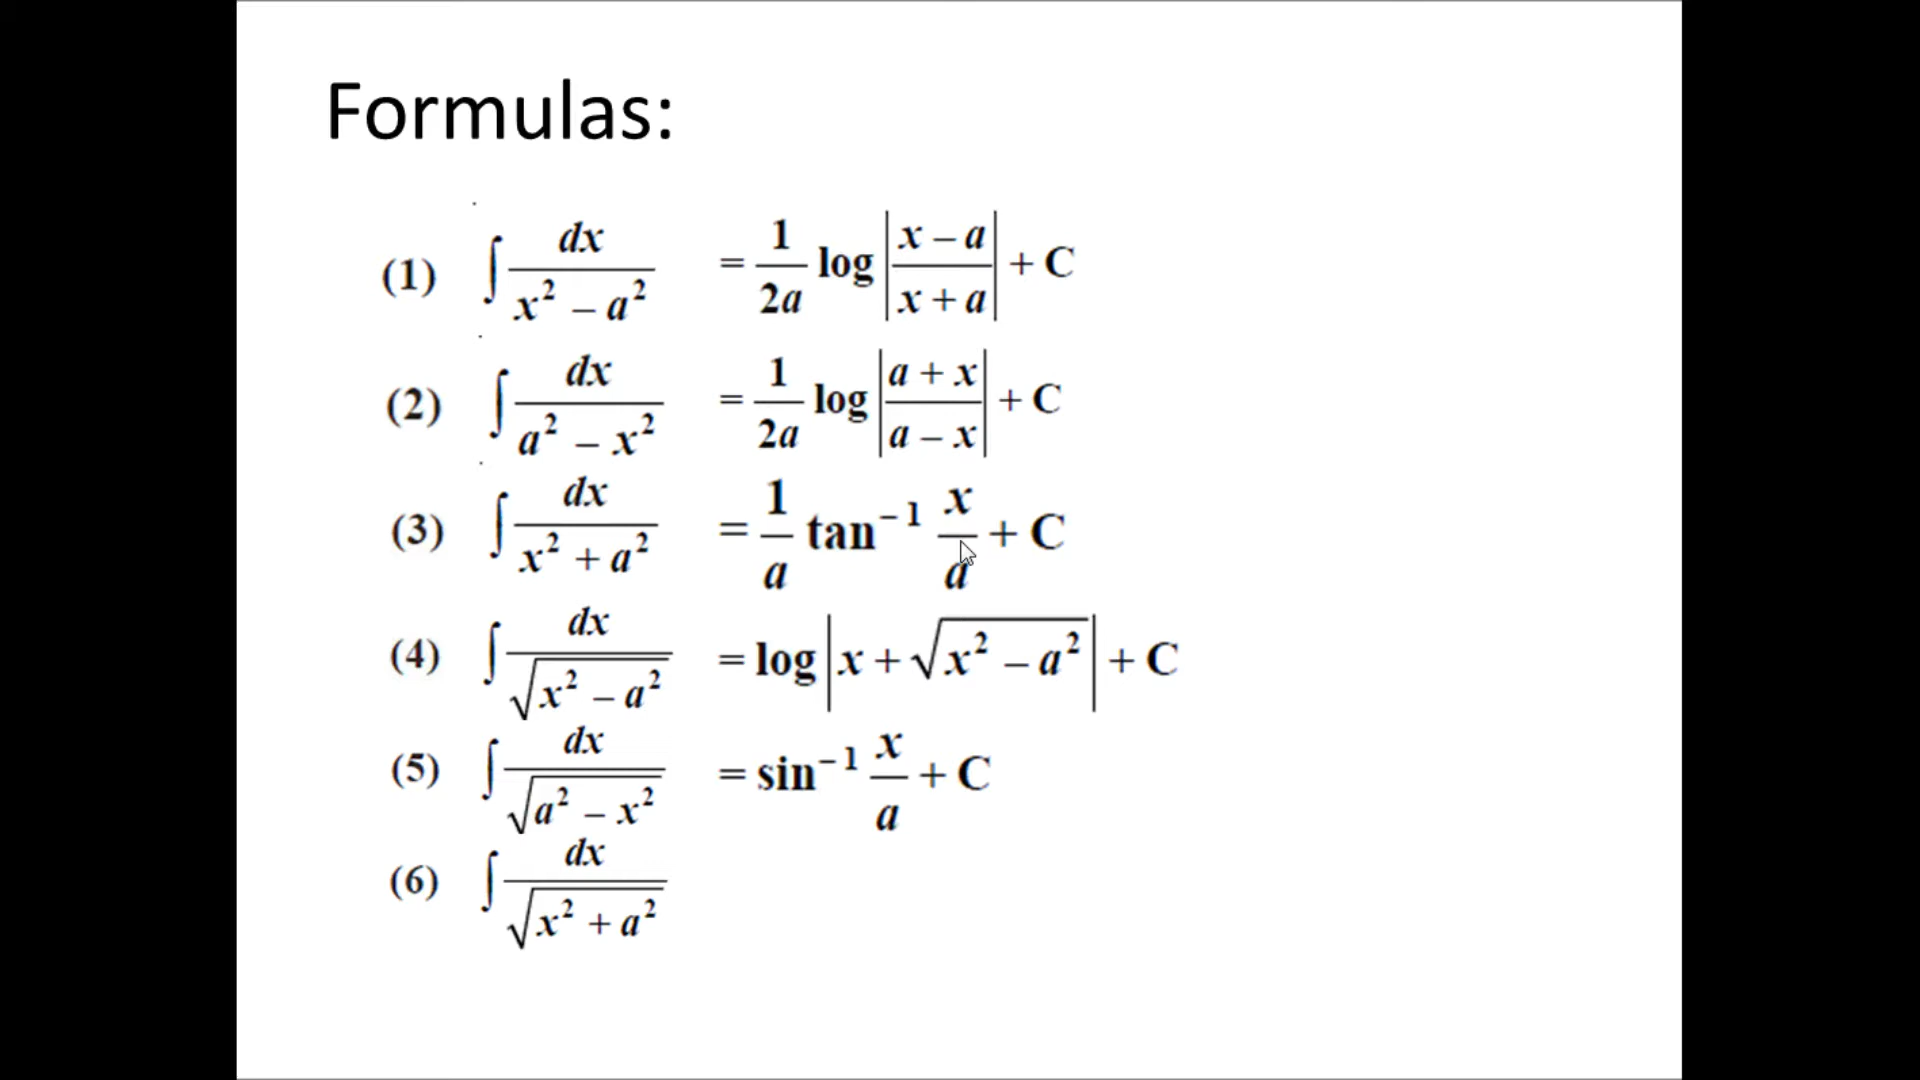 Formulas:
(1) ∫ dx / (x² – a²) = 1/2a log |(x – a)/(x + a)| + C
(2) ∫ dx / (a² – x²) = 1/2a log |(a + x)/(a – x)| + C
(3) ∫ dx / (x² + a²) = 1/a tan⁻¹ x/a + C
(4) ∫ dx / √(x² – a²) = log |x + √(x² – a²)| + C
(5) ∫ dx / √(a² – x²) = sin⁻¹ x/a + C
(6) ∫ dx / √(x² + a²)